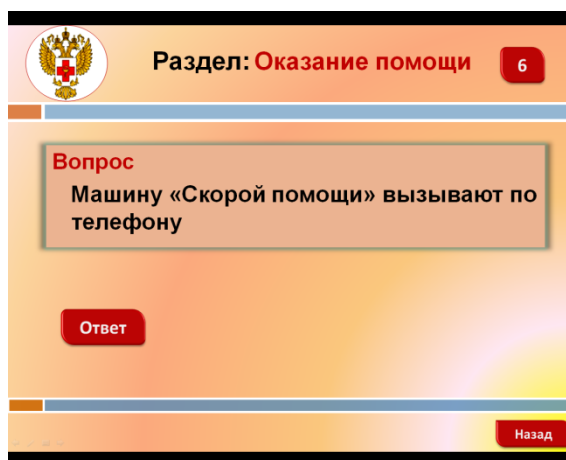 Раздел: Оказание помощи
6
Вопрос
Машину «Скорой помощи» вызывают по
телефону
Ответ
Назад